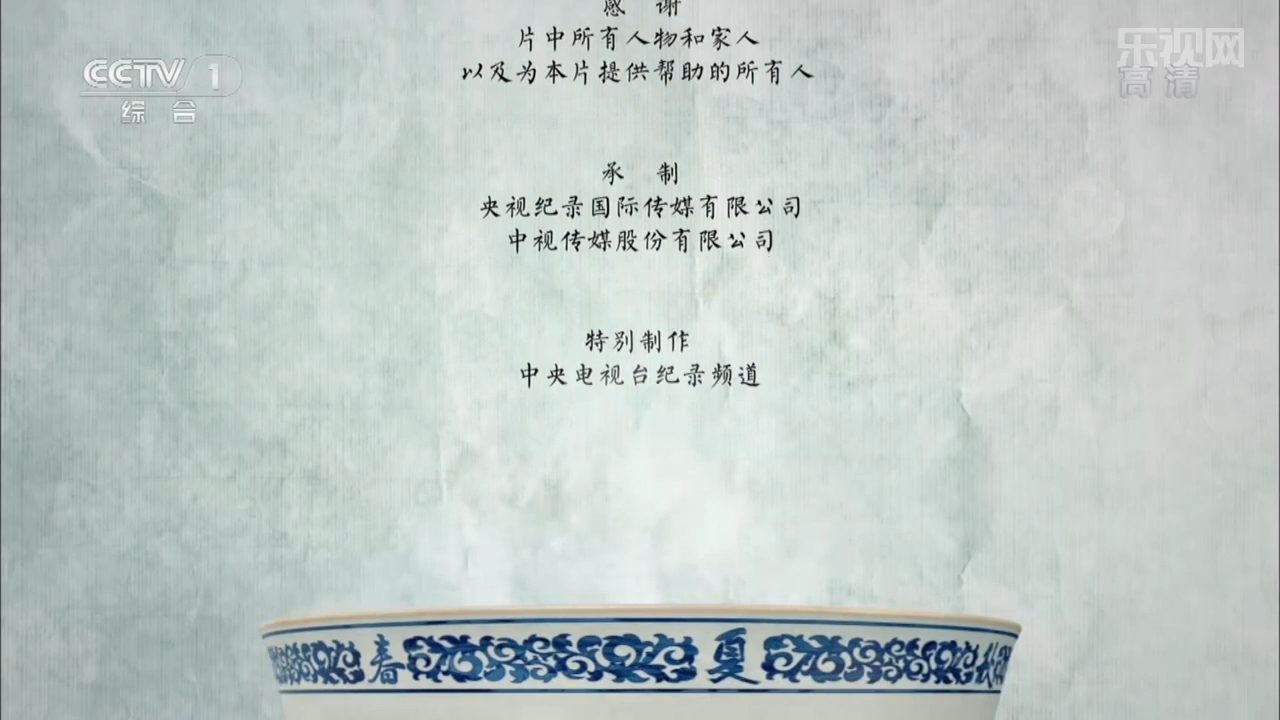 感 谢
片中所有人物和家人
以及为本片提供帮助的所有人
CCTV 1
综合
乐视网
高清
承 制
央视纪录国际传媒有限公司
中视传媒股份有限公司
特别制作
中央电视台纪录频道
春 夏 秋